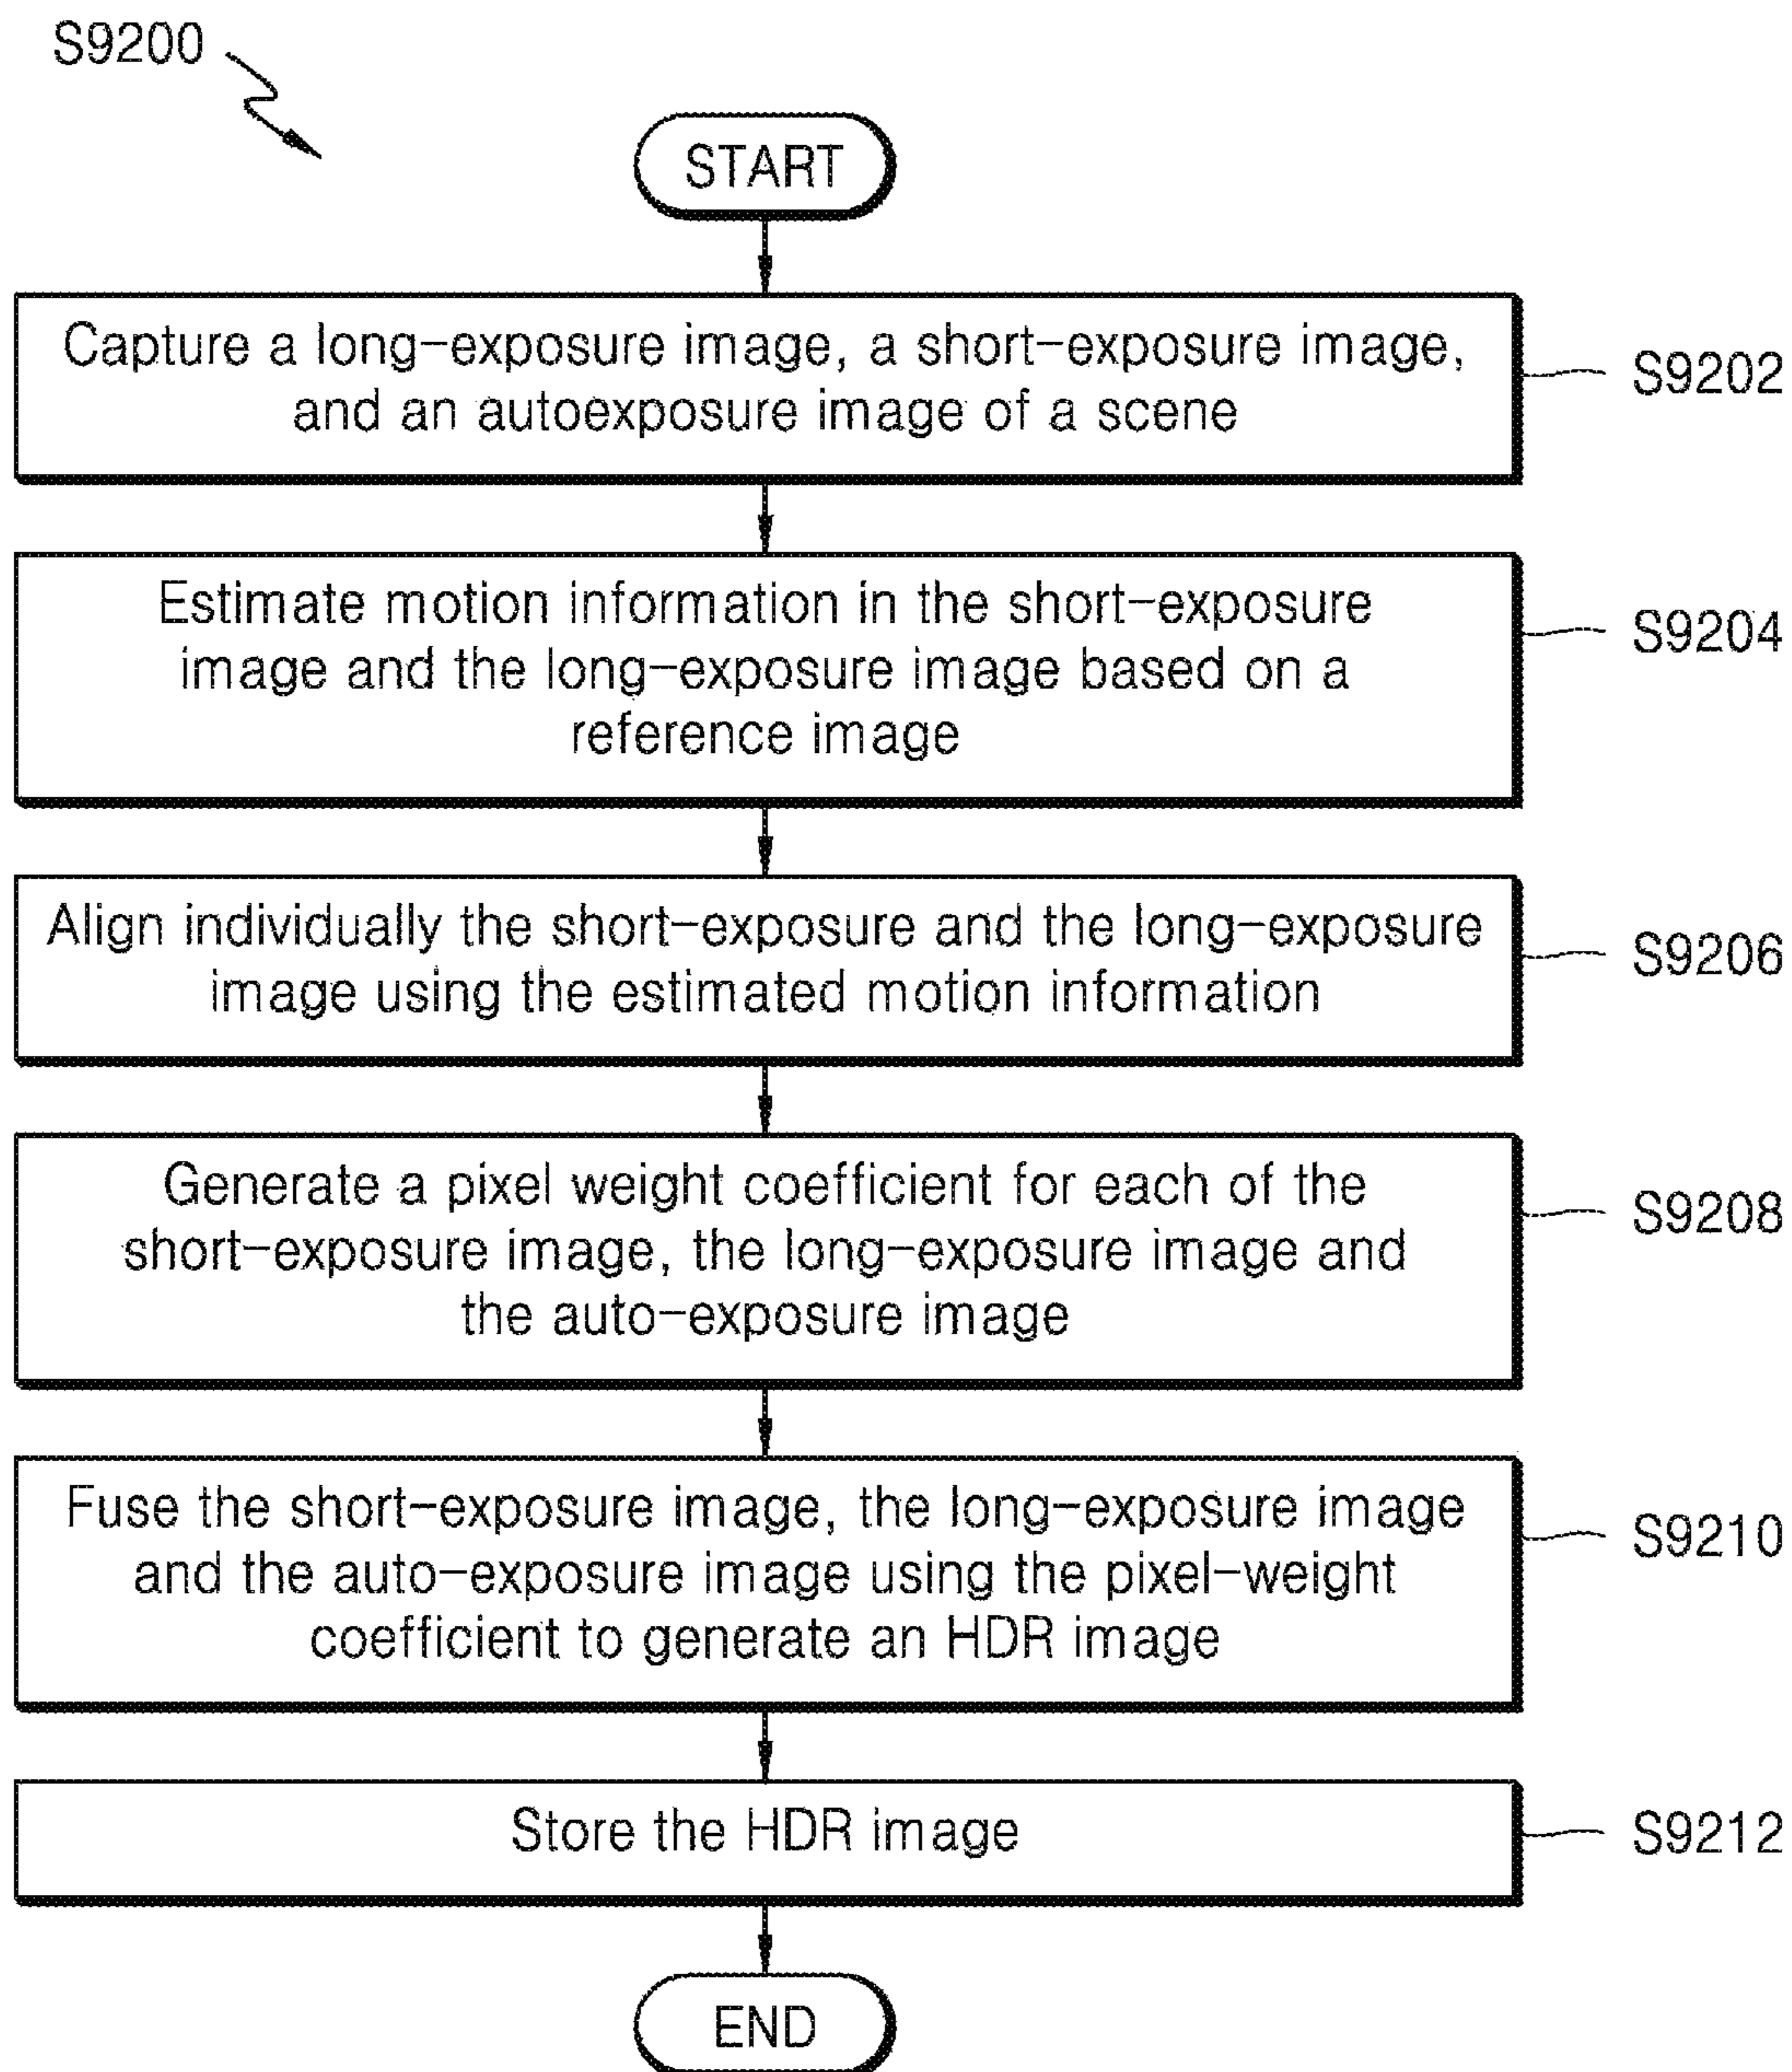 S9200
START
Capture a long-exposure image, a short-exposure image,
and an autoexposure image of a scene
S9202
Estimate motion information in the short-exposure
image and the long-exposure image based on a
reference image
S9204
Align individually the short-exposure and the long-exposure
image using the estimated motion information
S9206
Generate a pixel weight coefficient for each of the
short-exposure image, the long-exposure image and
the auto-exposure image
S9208
Fuse the short-exposure image, the long-exposure image
and the auto-exposure image using the pixel-weight
coefficient to generate an HDR image
S9210
Store the HDR image
S9212
END